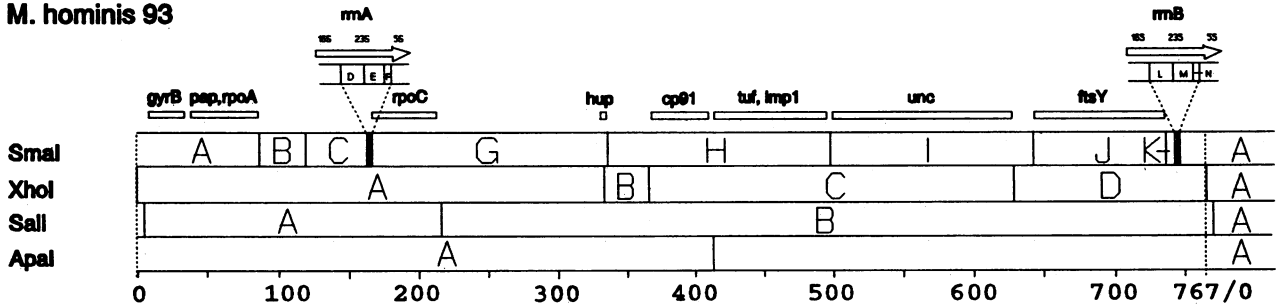 M. hominis 93
rrnA rrnB
16S 23S 5S 16S 23S 5S
D E F L M N
gyrB pap,rpoA rpoC hup cp91 tuf, lmp1 unc ftsY
SmaI A B C G H I J K A
XhoI A B C D A
SalI A B A
ApaI A A
0 100 200 300 400 500 600 700 767/0